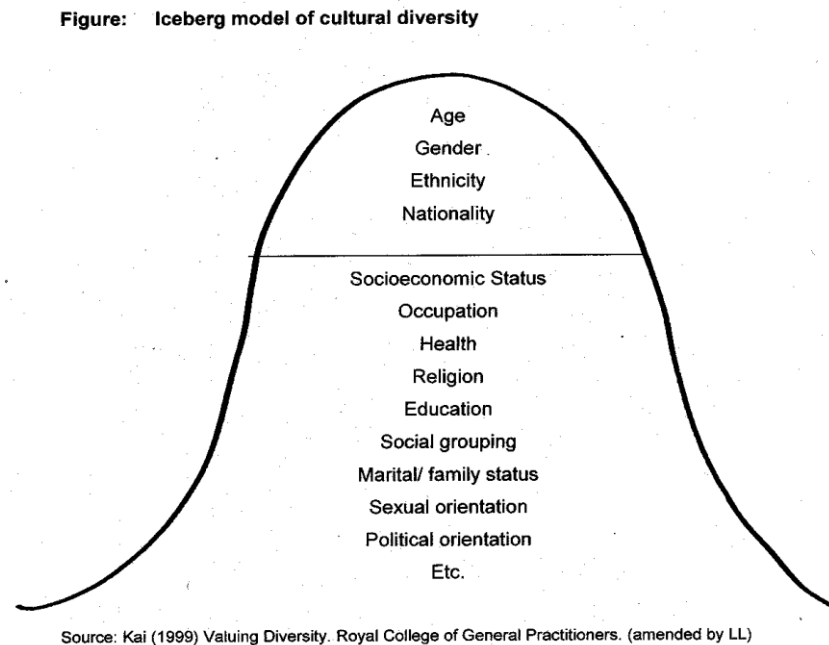 Figure: Iceberg model of cultural diversity
Age
Gender
Ethnicity
Nationality
Socioeconomic Status
Occupation
Health
Religion
Education
Social grouping
Marital/ family status
Sexual orientation
Political orientation
Etc.
Source: Kai (1999) Valuing Diversity. Royal College of General Practitioners. (amended by LL)